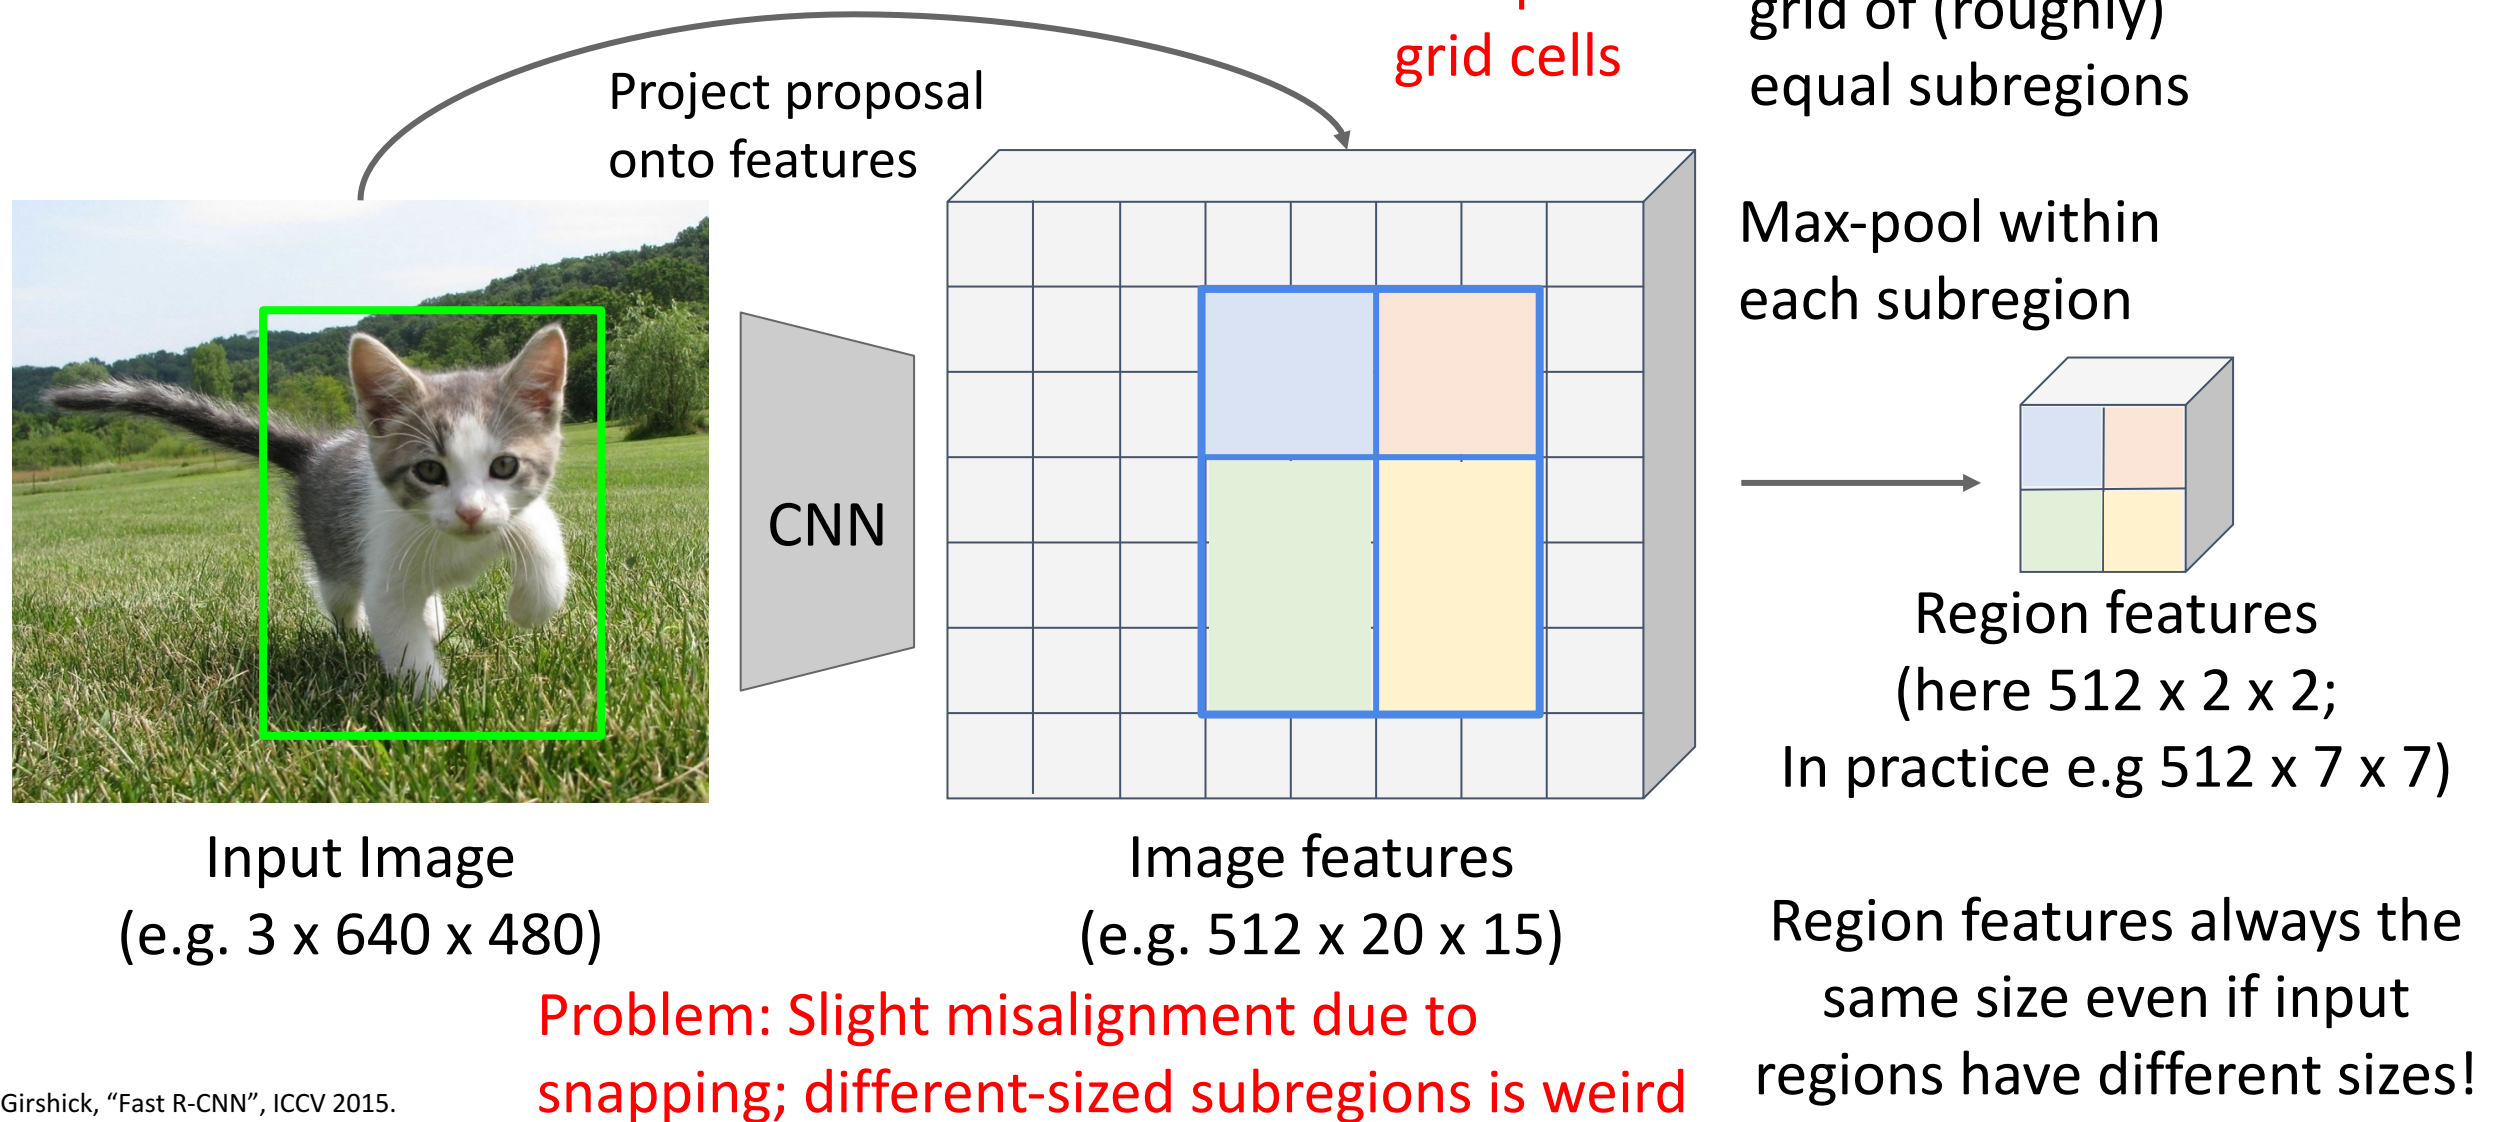 grid cells
grid of (roughly)
equal subregions
Project proposal
onto features
Max-pool within
each subregion
CNN
Region features
(here 512 x 2 x 2;
In practice e.g 512 x 7 x 7)
Input Image
(e.g. 3 x 640 x 480)
Image features
(e.g. 512 x 20 x 15)
Region features always the
same size even if input
regions have different sizes!
Problem: Slight misalignment due to
snapping; different-sized subregions is weird
Girshick, “Fast R-CNN”, ICCV 2015.